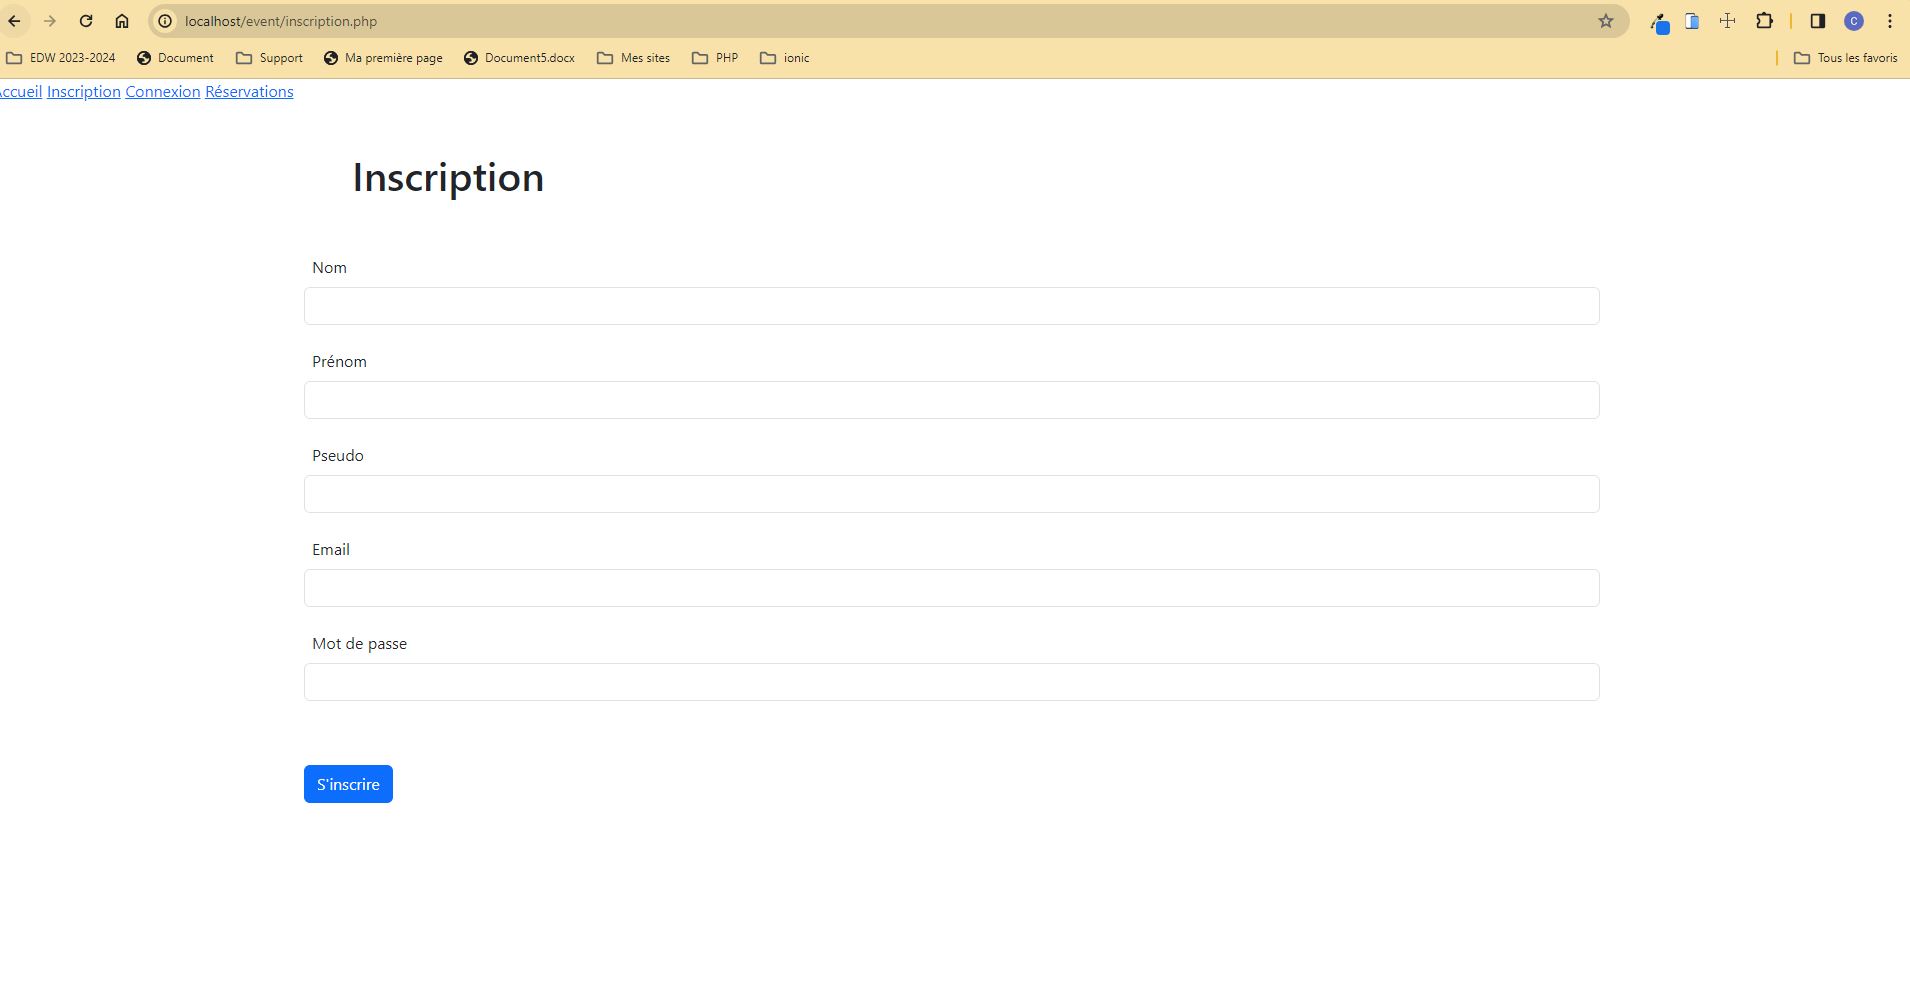 localhost/event/inscription.php
C
EDW 2023-2024 Document Support Ma première page Document5.docx Mes sites PHP ionic Tous les favoris
ccueil Inscription Connexion Réservations
Inscription
Nom
Prénom
Pseudo
Email
Mot de passe
S'inscrire